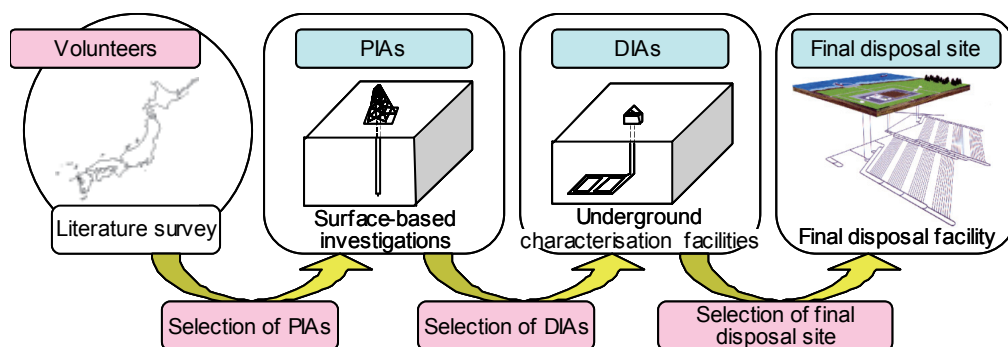 Volunteers
PIAs
DIAs
Final disposal site
Literature survey
Surface-based
investigations
Underground
characterisation facilities
Final disposal facility
Selection of PIAs
Selection of DIAs
Selection of final
disposal site